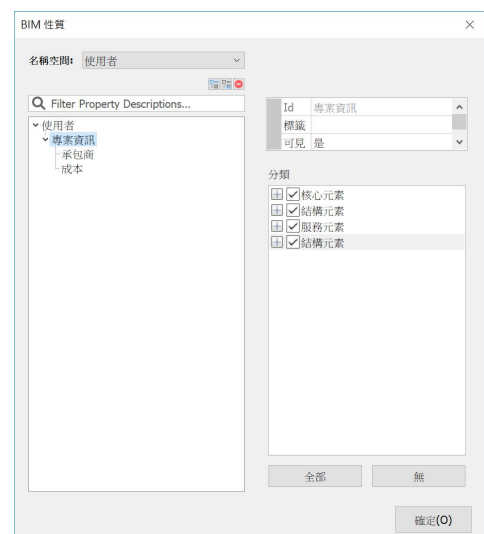 BIM 性質
名稱空間: 使用者
Filter Property Descriptions...
使用者
專案資訊
承包商
成本
Id 專案資訊
標籤
可見 是
分類
核心元素
結構元素
服務元素
結構元素
全部 無
確定(O)